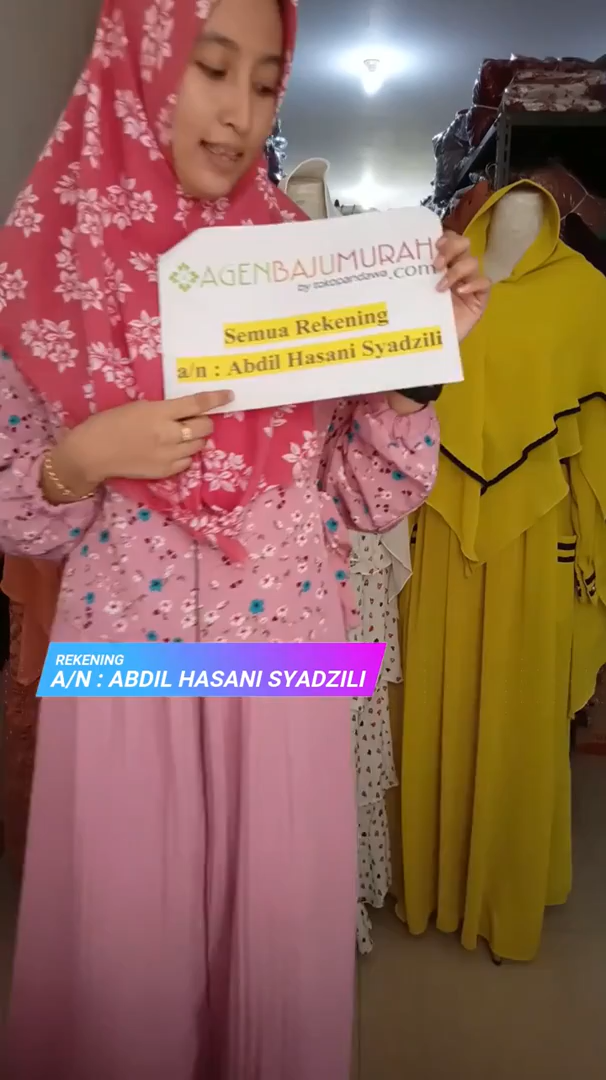 AGENBAJUMURAH
by tokopandawa.com
Semua Rekening
a/n : Abdil Hasani Syadzili
REKENING
A/N : ABDIL HASANI SYADZILI